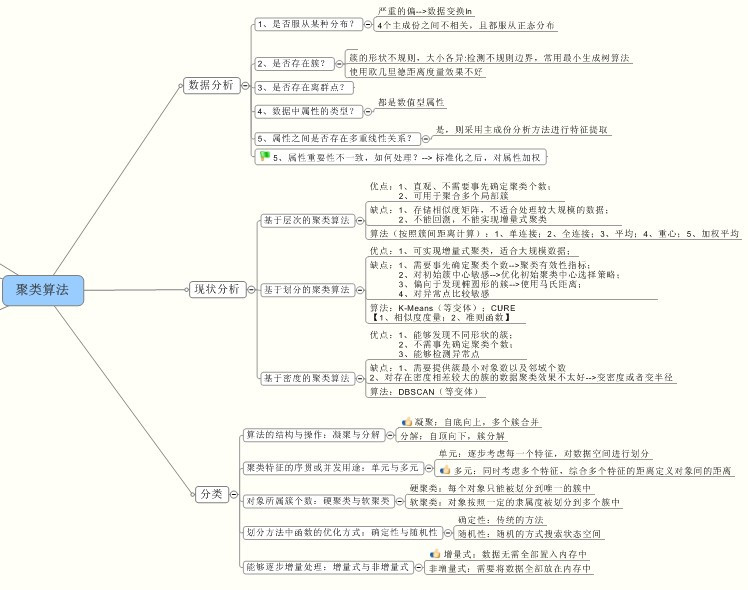 聚类算法
数据分析
1、是否服从某种分布？
严重的偏-->数据变换ln
4个主成份之间不相关，且都服从正态分布
2、是否存在簇？
簇的形状不规则，大小各异:检测不规则边界，常用最小生成树算法
使用欧几里德距离度量效果不好
3、是否存在离群点？
4、数据中属性的类型？
都是数值型属性
5、属性之间是否存在多重线性关系？
是，则采用主成份分析方法进行特征提取
5、属性重要性不一致，如何处理？--> 标准化之后，对属性加权
现状分析
基于层次的聚类算法
优点：1、直观、不需要事先确定聚类个数；
2、可用于聚合多个局部簇
缺点：1、存储相似度矩阵，不适合处理较大规模的数据；
2、不能回溯，不能实现增量式聚类
算法（按照簇间距离计算）：1、单连接；2、全连接；3、平均；4、重心；5、加权平均
基于划分的聚类算法
优点：1、可实现增量式聚类，适合大规模数据；
缺点：1、需要事先确定聚类个数-->聚类有效性指标；
2、对初始簇中心敏感-->优化初始聚类中心选择策略；
3、偏向于发现椭圆形的簇-->使用马氏距离；
4、对异常点比较敏感
算法：K-Means（等变体）；CURE
【1、相似度度量；2、准则函数】
基于密度的聚类算法
优点：1、能够发现不同形状的簇；
2、不需事先确定聚类个数；
3、能够检测异常点
缺点：1、需要提供簇最小对象数以及邻域个数
2、对存在密度相差较大的簇的数据聚类效果不太好-->变密度或者变半径
算法：DBSCAN（等变体）
分类
算法的结构与操作：凝聚与分解
凝聚：自底向上，多个簇合并
分解：自顶向下，簇分解
聚类特征的序贯或并发用途：单元与多元
单元：逐步考虑每一个特征，对数据空间进行划分
多元：同时考虑多个特征，综合多个特征的距离定义对象间的距离
对象所属簇个数：硬聚类与软聚类
硬聚类：每个对象只能被划分到唯一的簇中
软聚类：对象按照一定的隶属度被划分到多个簇中
划分方法中函数的优化方式：确定性与随机性
确定性：传统的方法
随机性：随机的方式搜索状态空间
能够逐步增量处理：增量式与非增量式
增量式：数据无需全部置入内存中
非增量式：需要将数据全部放在内存中